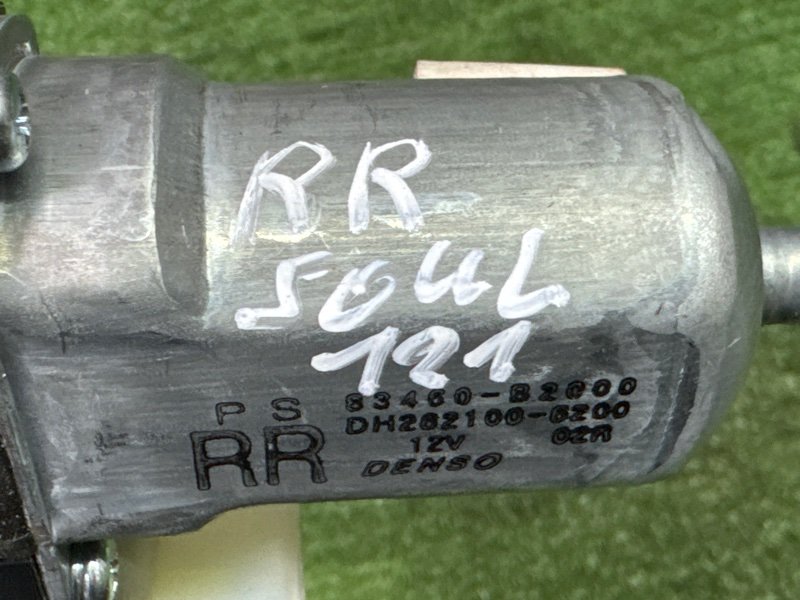 RR
SOUL
121
PS 83460-B2000
DH262100-6200
12V 02R
RR DENSO